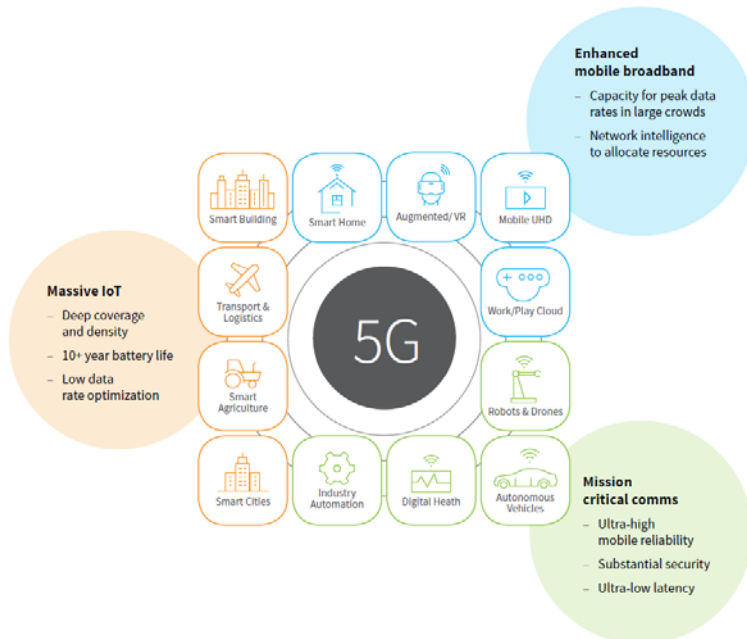 Enhanced
mobile broadband
– Capacity for peak data
rates in large crowds
– Network intelligence
to allocate resources
Smart Building
Smart Home
Augmented/ VR
Mobile UHD
Massive IoT
– Deep coverage
and density
– 10+ year battery life
– Low data
rate optimization
Transport &
Logistics
5G
Work/Play Cloud
Smart
Agriculture
Robots & Drones
Smart Cities
Industry
Automation
Digital Heath
Autonomous
Vehicles
Mission
critical comms
– Ultra-high
mobile reliability
– Substantial security
– Ultra-low latency